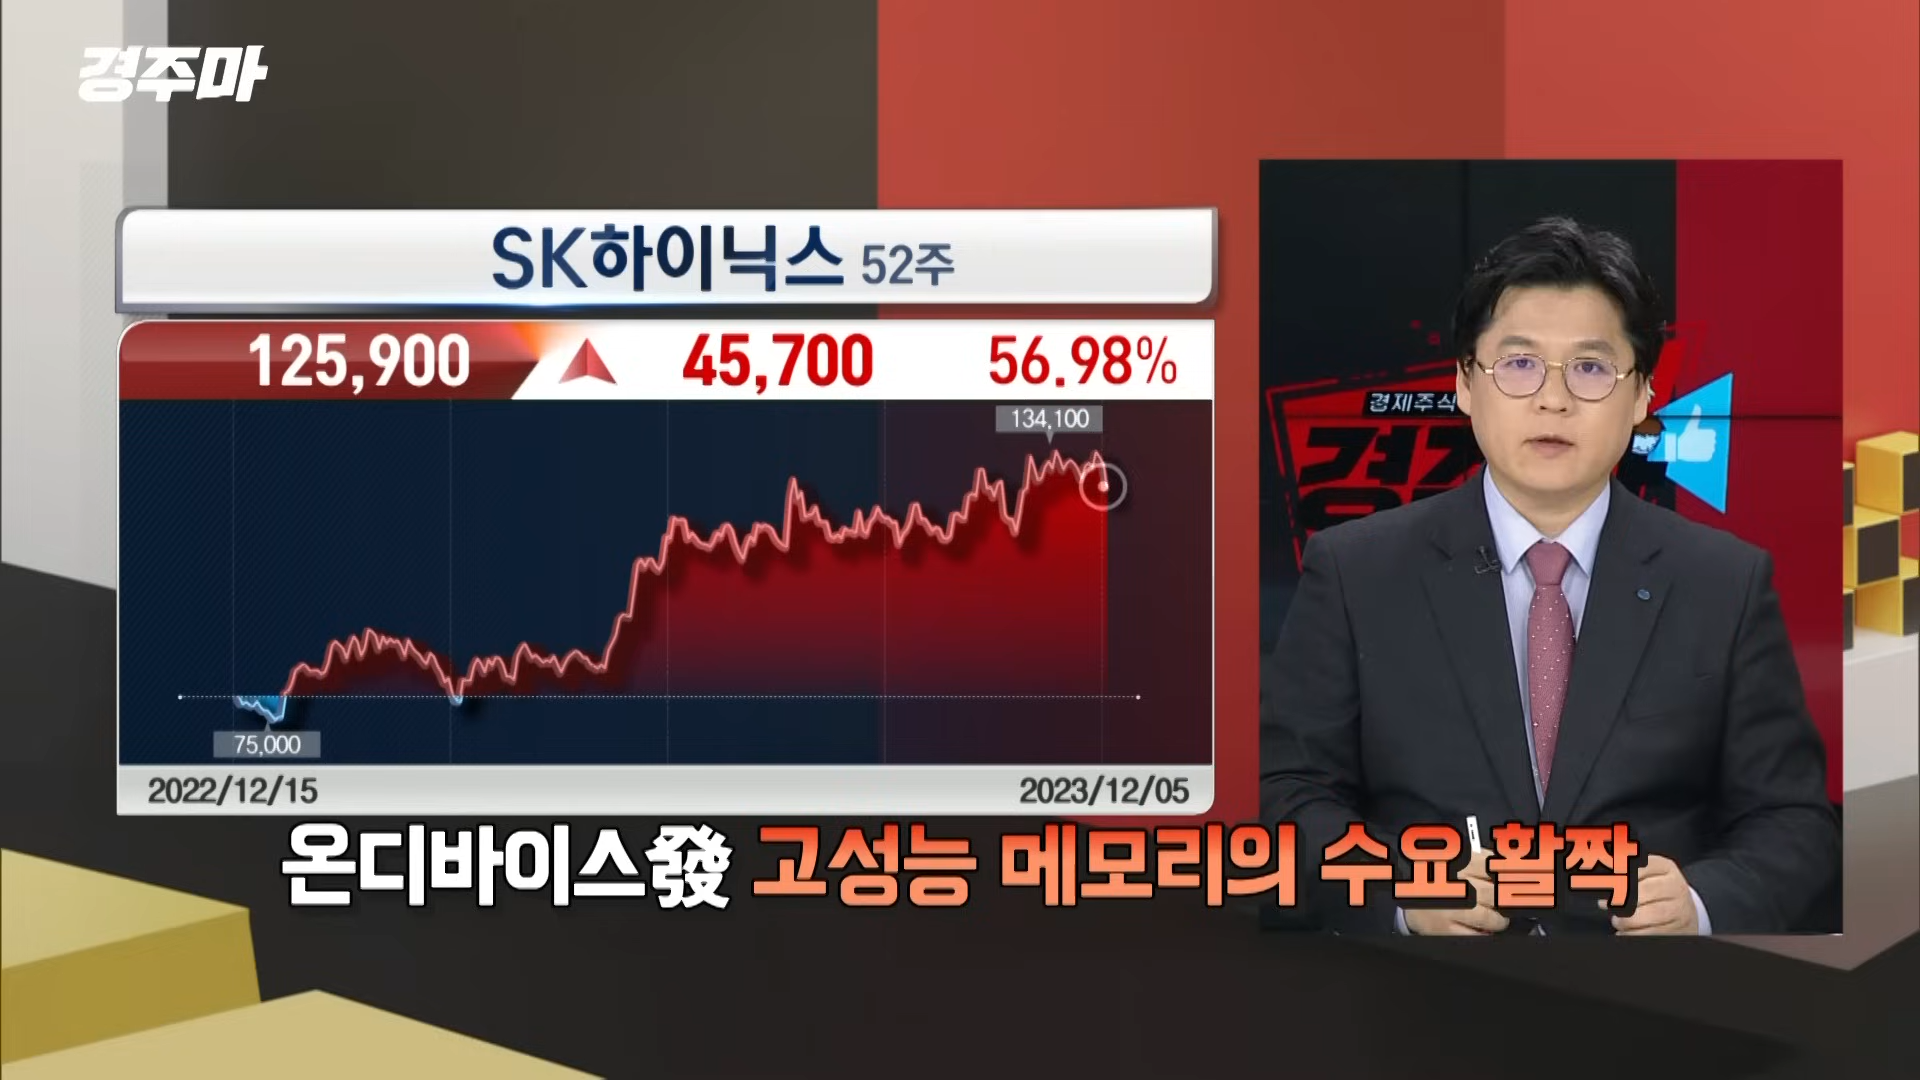 경주마
SK하이닉스 52주
125,900 ▲ 45,700 56.98%
134,100
75,000
2022/12/15 2023/12/05
경제주식
온디바이스發 고성능 메모리의 수요 활짝